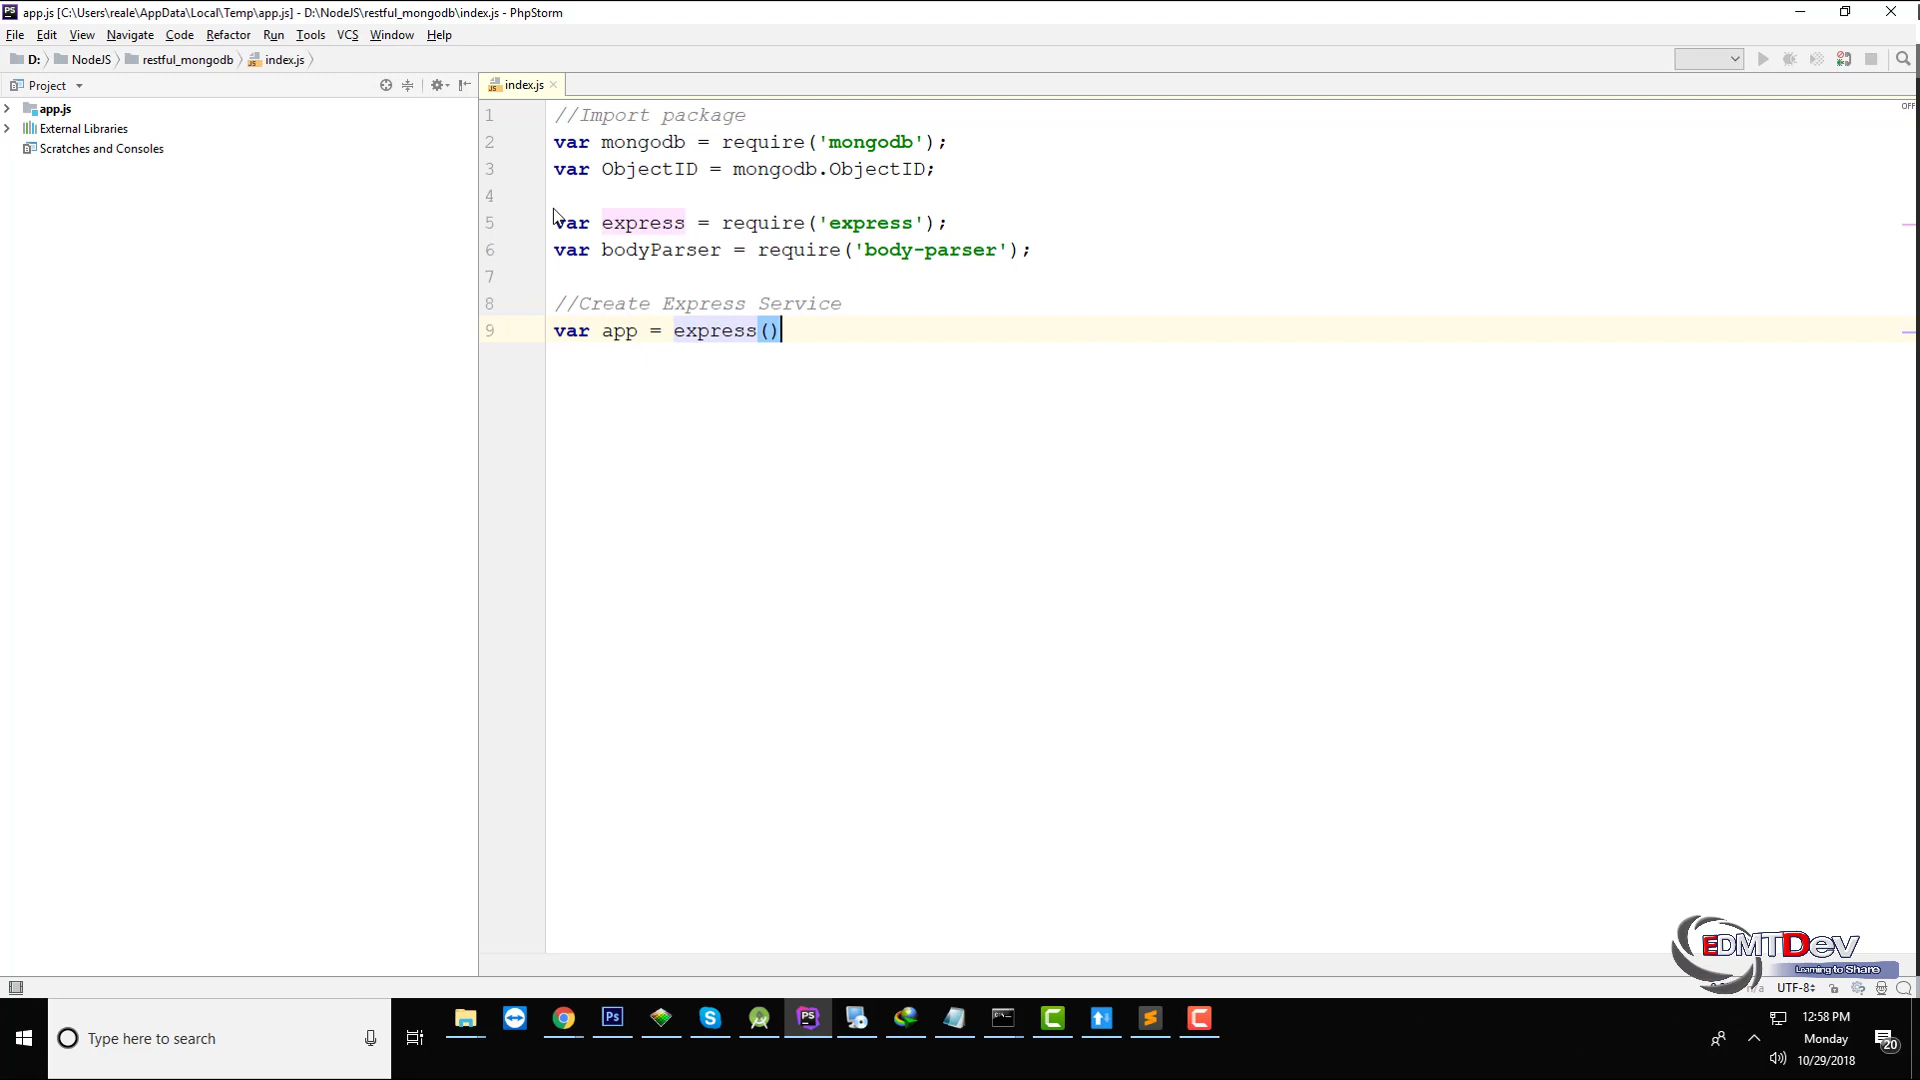 app.js [C:\Users\reale\AppData\Local\Temp\app.js] - D:\NodeJS\restful_mongodb\index.js - PhpStorm
File Edit View Navigate Code Refactor Run Tools VCS Window Help
D: NodeJS restful_mongodb index.js
Project
index.js
app.js
External Libraries
Scratches and Consoles
OFF
1 //Import package
2 var mongodb = require('mongodb');
3 var ObjectID = mongodb.ObjectID;
4
5 var express = require('express');
6 var bodyParser = require('body-parser');
7
8 //Create Express Service
9 var app = express()
EDMTDev
Learning to Share
n/a UTF-8
Type here to search
12:58 PM
Monday
10/29/2018
20